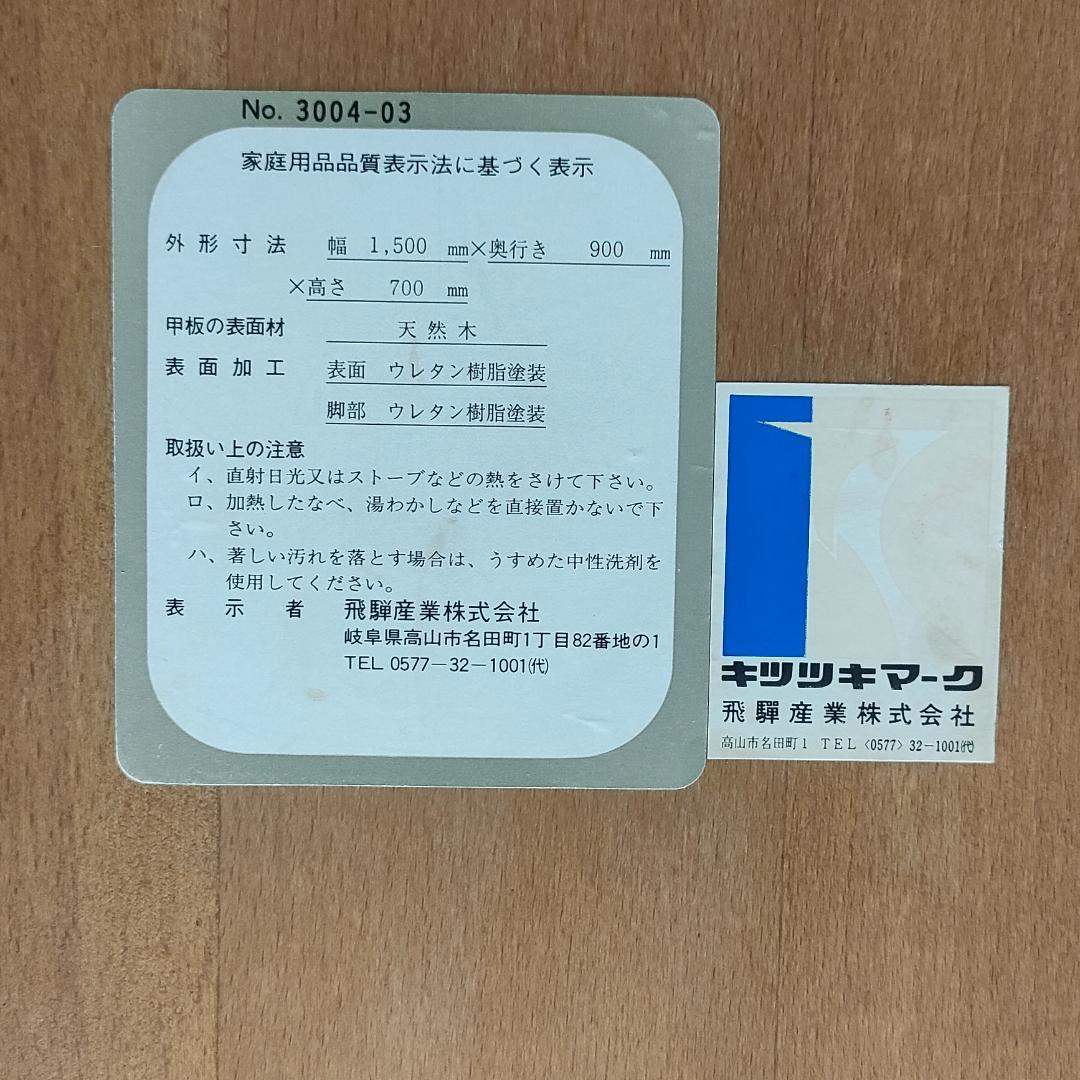 No. 3004-03
家庭用品品質表示法に基づく表示
外形寸法 幅 1,500 mm×奥行き 900 mm
×高さ 700 mm
甲板の表面材 天然木
表面加工 表面 ウレタン樹脂塗装
脚部 ウレタン樹脂塗装
取扱い上の注意
イ、直射日光又はストーブなどの熱をさけて下さい。
ロ、加熱したなべ、湯わかしなどを直接置かないで下
さい。
ハ、著しい汚れを落とす場合は、うすめた中性洗剤を
使用してください。
表示者 飛騨産業株式会社
岐阜県高山市名田町1丁目82番地の1
TEL 0577-32-1001㈹
キツツキマーク
飛驒産業株式会社
高山市名田町1 TEL〈0577〉32-1001㈹